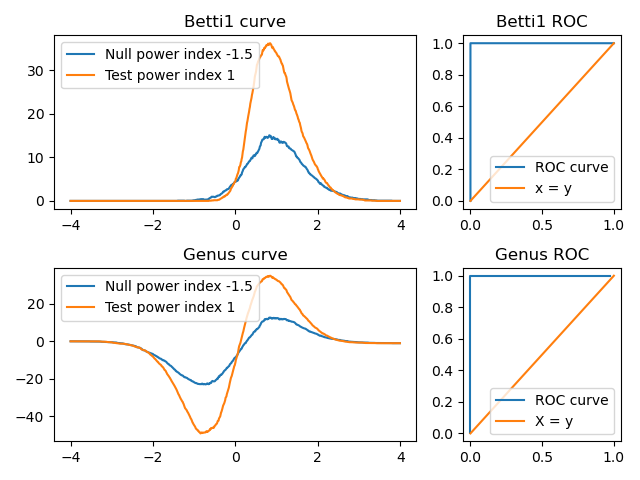 Betti1 curve
Null power index -1.5
Test power index 1
30
20
10
0
−4 −2 0 2 4
Betti1 ROC
1.0
0.8
0.6
0.4
0.2
0.0
ROC curve
x = y
0.0 0.5 1.0
Genus curve
Null power index -1.5
Test power index 1
20
0
−20
−40
−4 −2 0 2 4
Genus ROC
1.0
0.8
0.6
0.4
0.2
0.0
ROC curve
X = y
0.0 0.5 1.0